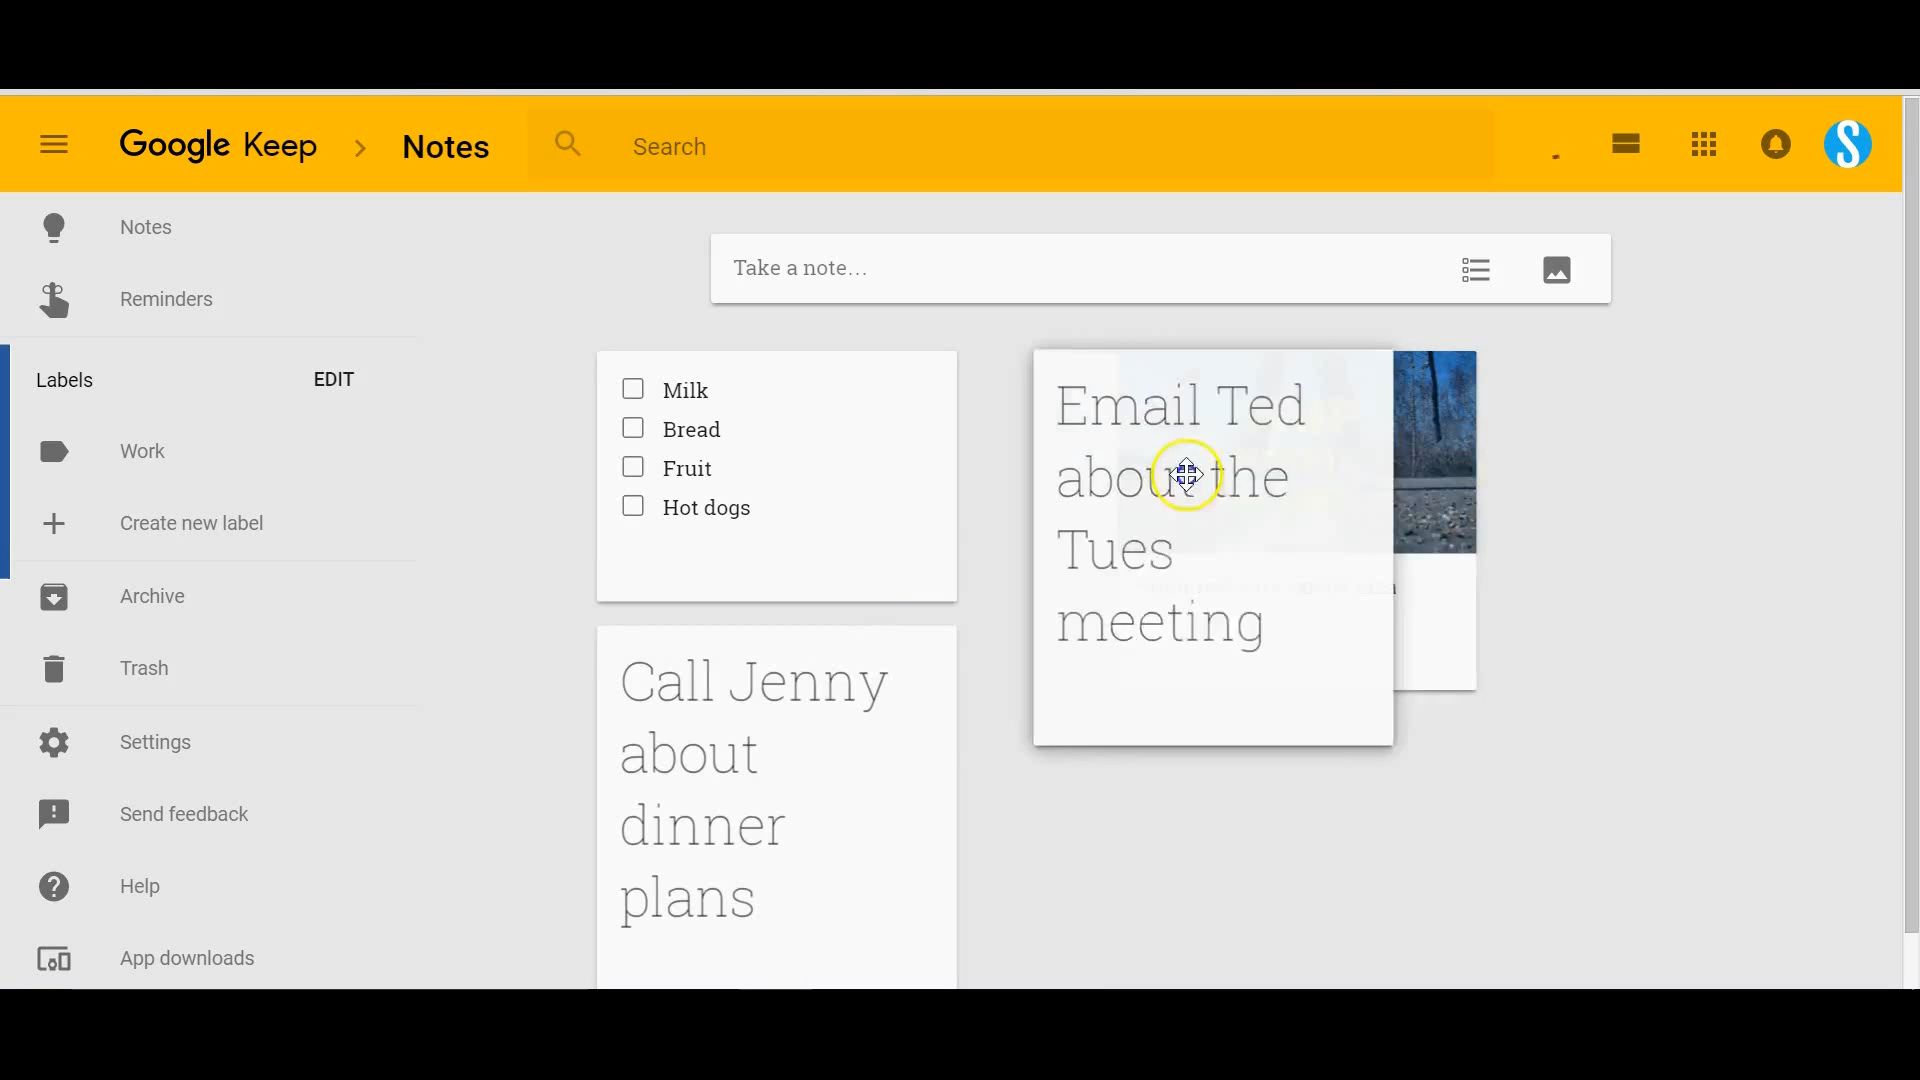 Google Keep
Notes
Search
Notes
Reminders
Labels
EDIT
Work
Create new label
Archive
Trash
Settings
Send feedback
Help
App downloads
Take a note...
Milk
Bread
Fruit
Hot dogs
Call Jenny
about
dinner
plans
Email Ted
about the
Tues
meeting
S